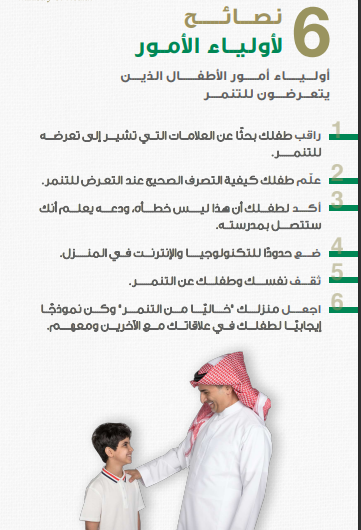 6 نصائح
لأولياء الأمور
أولياء أمور الأطفال الذين
يتعرضون للتنمر
1 راقب طفلك بحثًا عن العلامات التي تشير إلى تعرضه
للتنمر.
2 علّم طفلك كيفية التصرف الصحيح عند التعرض للتنمر.
3 أكد لطفلك أن هذا ليس خطأه، ودعه يعلم أنك
ستتصل بمدرسته.
4 ضع حدودًا للتكنولوجيا والإنترنت في المنزل.
5 ثقف نفسك وطفلك عن التنمر.
6 اجعل منزلك "خاليًا من التنمر" وكن نموذجًا
إيجابيًا لطفلك في علاقاتك مع الآخرين ومعهم.